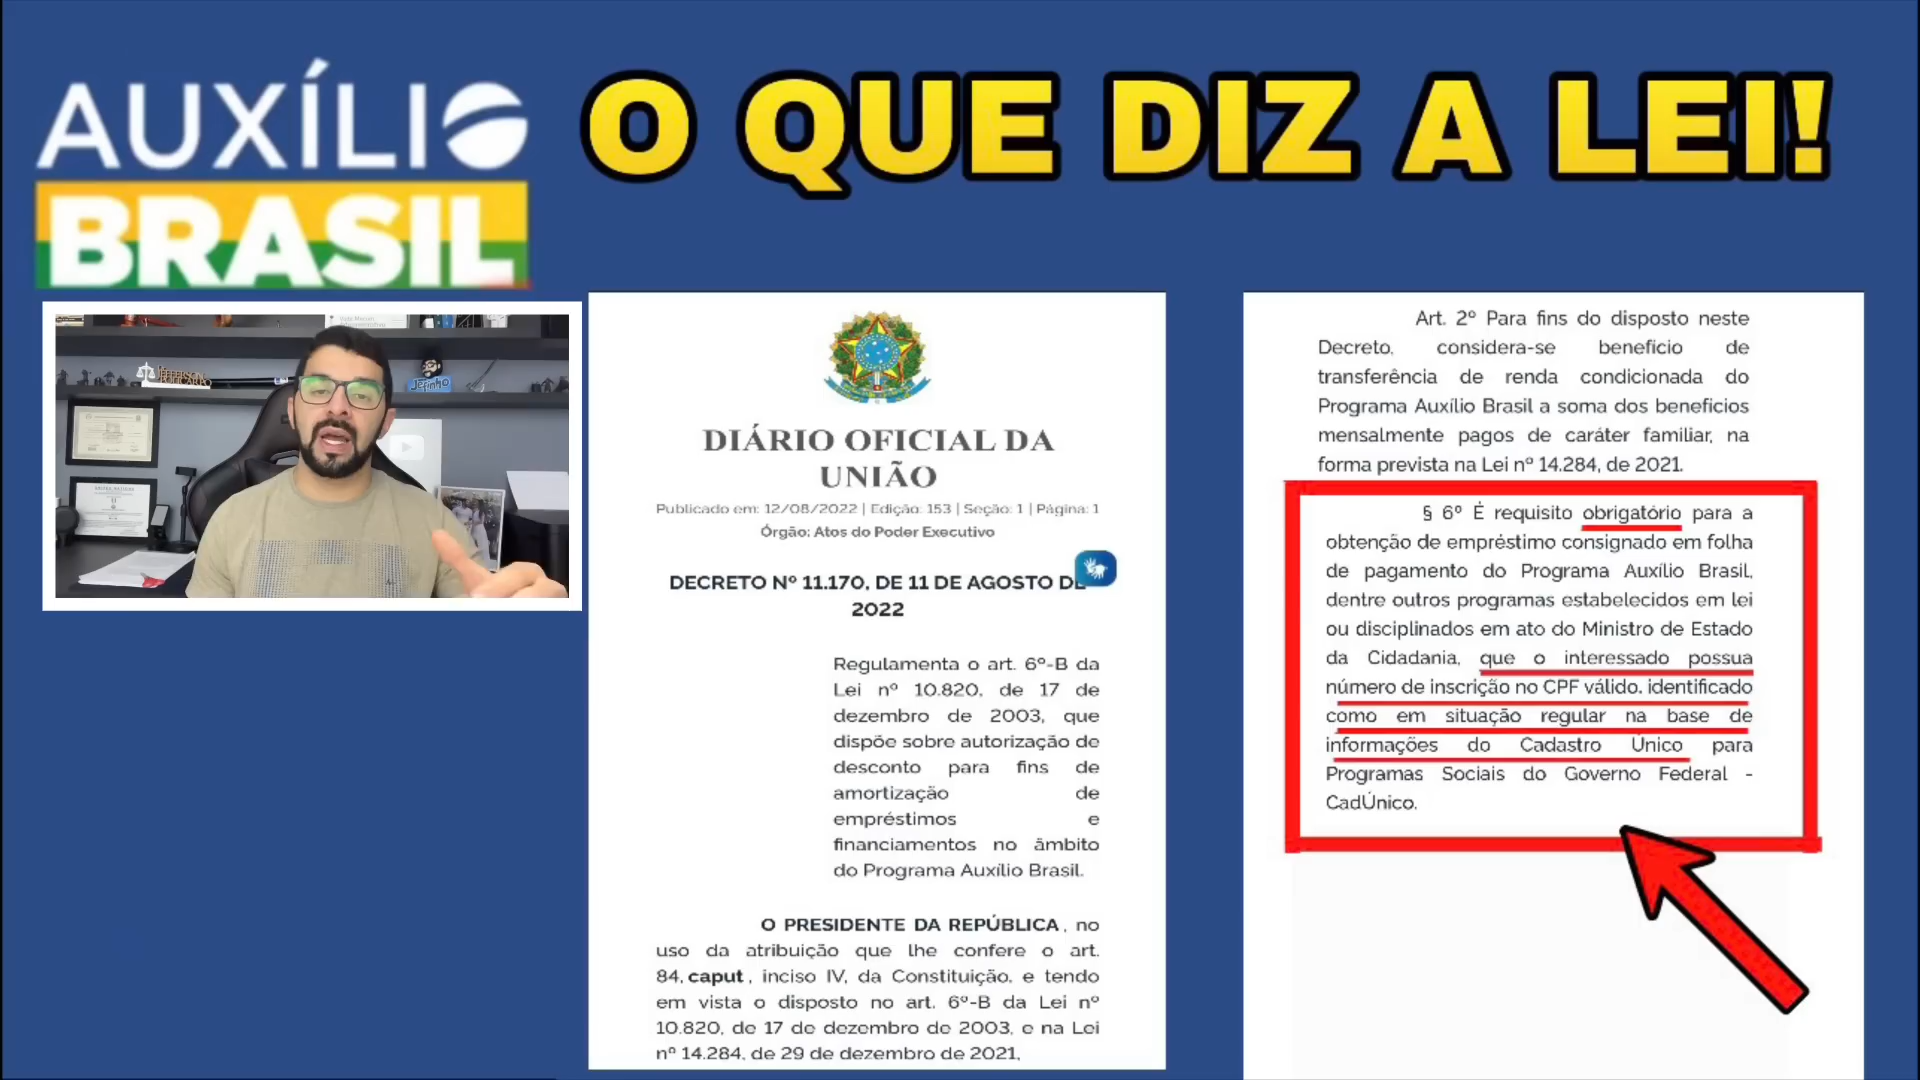 AUXÍLIO
BRASIL
O QUE DIZ A LEI!
JEFFERSON
Jefinho
DIÁRIO OFICIAL DA
UNIÃO
Publicado em: 12/08/2022 | Edição: 153 | Seção: 1 | Página: 1
Órgão: Atos do Poder Executivo
DECRETO Nº 11.170, DE 11 DE AGOSTO DE
2022
Regulamenta o art. 6º-B da
Lei nº 10.820, de 17 de
dezembro de 2003, que
dispõe sobre autorização de
desconto para fins de
amortização de
empréstimos e
financiamentos no âmbito
do Programa Auxílio Brasil.
O PRESIDENTE DA REPÚBLICA, no
uso da atribuição que lhe confere o art.
84, caput, inciso IV, da Constituição, e tendo
em vista o disposto no art. 6º-B da Lei nº
10.820, de 17 de dezembro de 2003, e na Lei
nº 14.284, de 29 de dezembro de 2021,
Art. 2º Para fins do disposto neste
Decreto, considera-se benefício de
transferência de renda condicionada do
Programa Auxílio Brasil a soma dos benefícios
mensalmente pagos de caráter familiar, na
forma prevista na Lei nº 14.284, de 2021.
§ 6º É requisito obrigatório para a
obtenção de empréstimo consignado em folha
de pagamento do Programa Auxílio Brasil,
dentre outros programas estabelecidos em lei
ou disciplinados em ato do Ministro de Estado
da Cidadania, que o interessado possua
número de inscrição no CPF válido, identificado
como em situação regular na base de
informações do Cadastro Único para
Programas Sociais do Governo Federal -
CadÚnico.